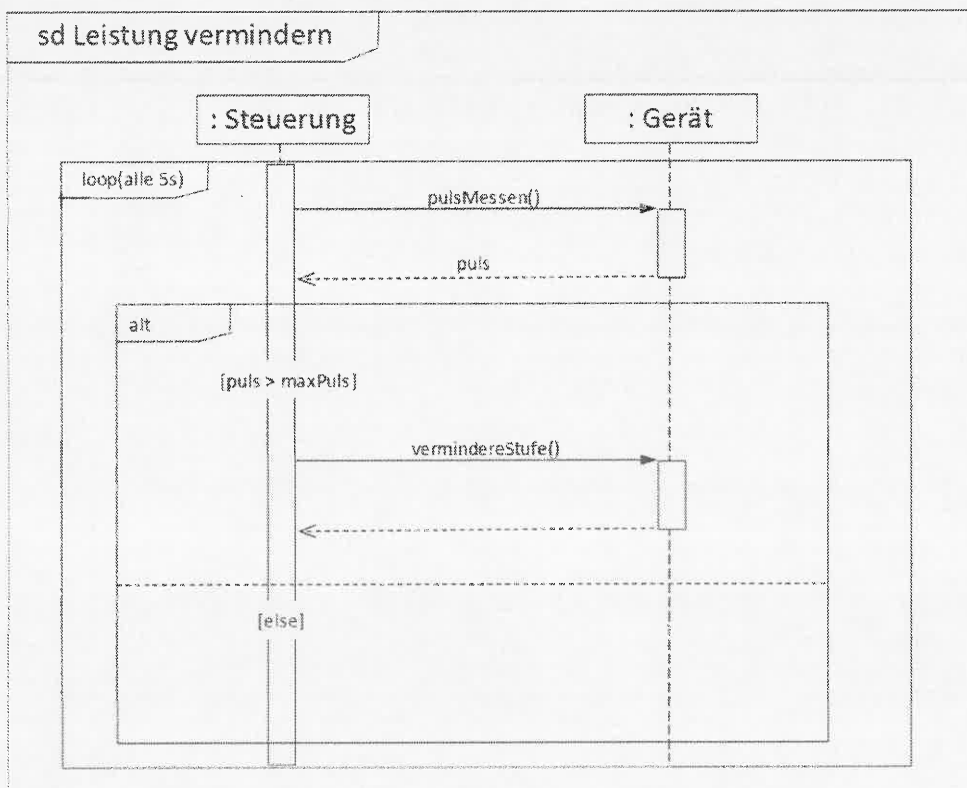 sd Leistung vermindern
: Steuerung
: Gerät
loop(alle 5s)
pulsMessen()
puls
alt
[puls > maxPuls]
vermindereStufe()
[else]